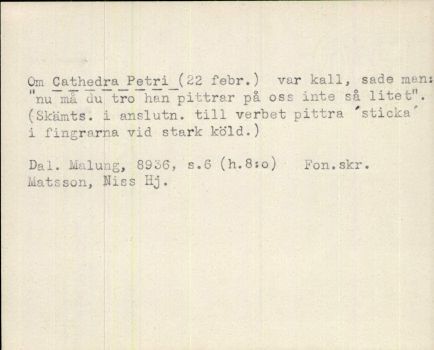 Om Cathedra Petri (22 febr.) var kall, sade man:
"nu må du tro han pittrar på oss inte så litet".
(Skämts. i anslutn. till verbet pittra ´sticka´
i fingrarna vid stark köld.)
Dal. Malung, 8936, s.6 (h.8:o) Fon.skr.
Matsson, Niss Hj.